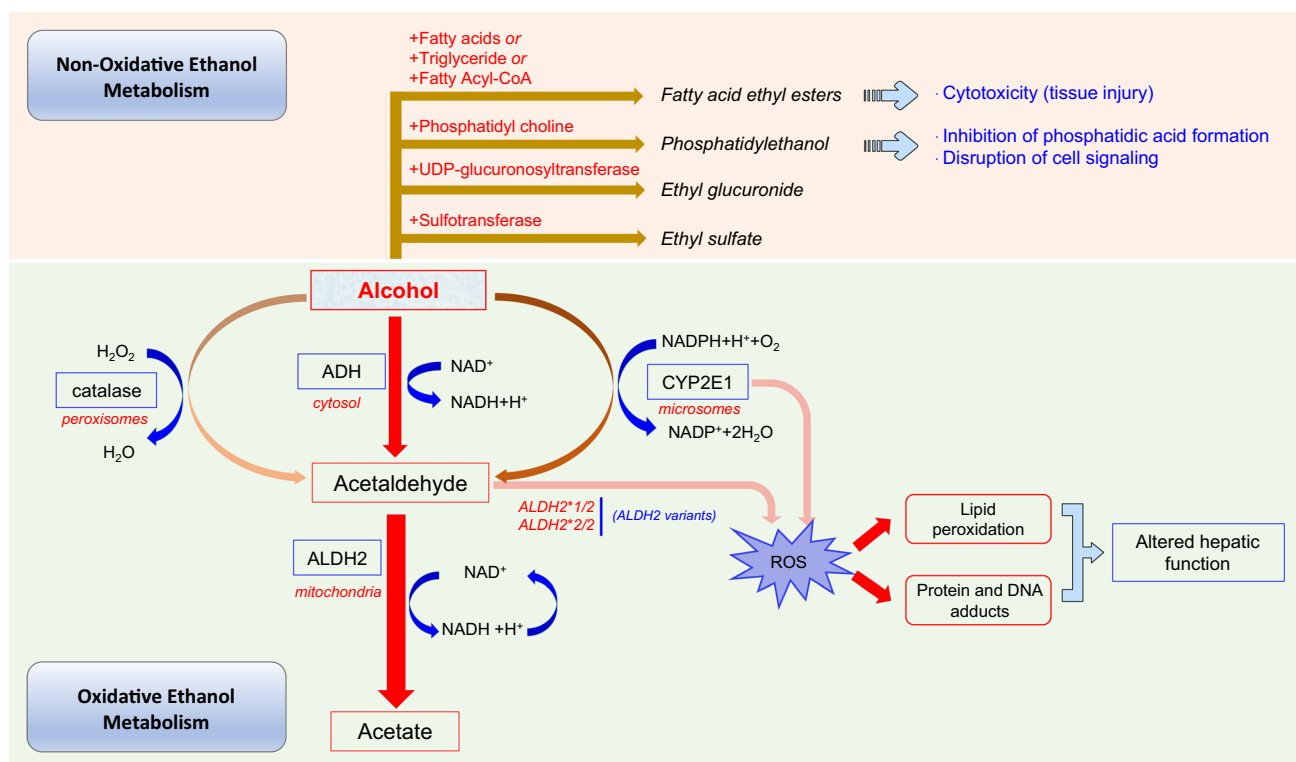 Non-Oxidative Ethanol
Metabolism
+Fatty acids or
+Triglyceride or
+Fatty Acyl-CoA
Fatty acid ethyl esters
· Cytotoxicity (tissue injury)
+Phosphatidyl choline
Phosphatidylethanol
· Inhibition of phosphatidic acid formation
· Disruption of cell signaling
+UDP-glucuronosyltransferase
Ethyl glucuronide
+Sulfotransferase
Ethyl sulfate
Alcohol
H₂O₂
catalase
peroxisomes
H₂O
ADH
cytosol
NAD⁺
NADH+H⁺
NADPH+H⁺+O₂
CYP2E1
microsomes
NADP⁺+2H₂O
Acetaldehyde
ALDH2*1/2
ALDH2*2/2
(ALDH2 variants)
ALDH2
mitochondria
NAD⁺
NADH +H⁺
ROS
Lipid
peroxidation
Protein and DNA
adducts
Altered hepatic
function
Oxidative Ethanol
Metabolism
Acetate